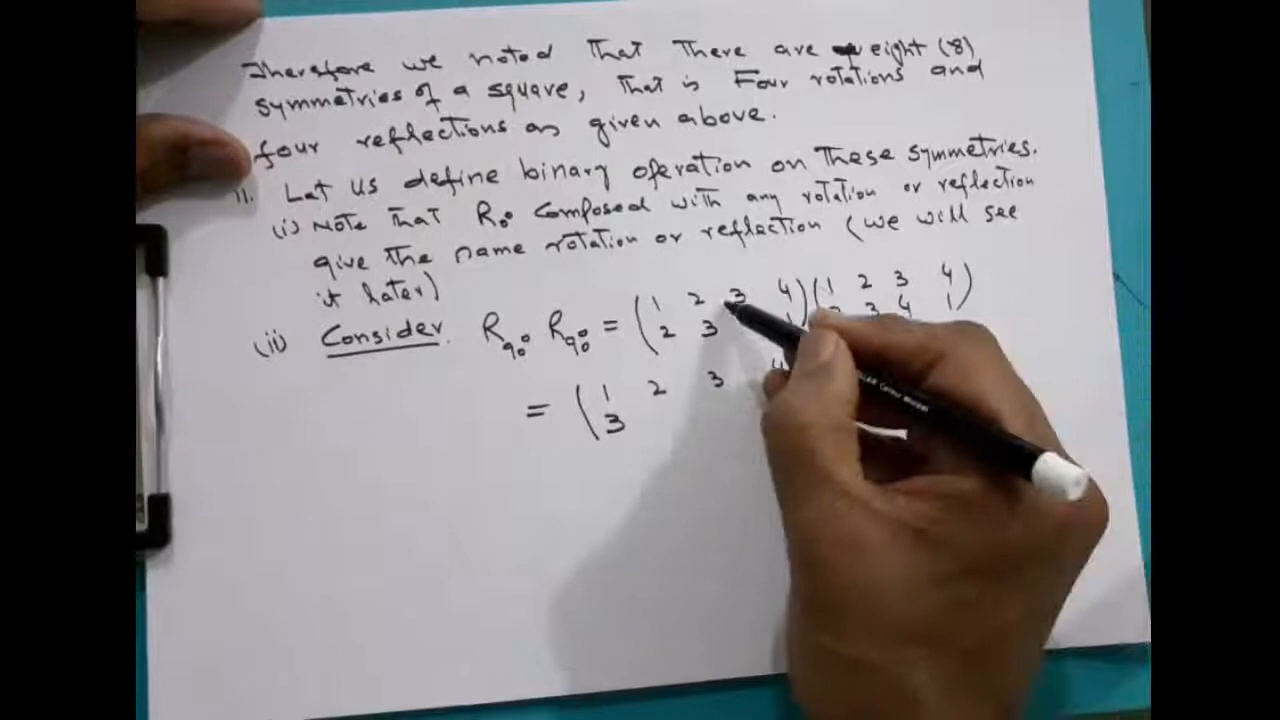 Therefore we noted that there are eight (8)
symmetries of a square, that is Four rotations and
four reflections as given above.
11. Let us define binary operation on these symmetries.
(i) Note that R0° composed with any rotation or reflection
give the same rotation or reflection (we will see
it later)
(ii) Consider. R90° R90° = (1 2 3 4) (1 2 3 4)
2 3 1 2 3 4 1
= (1 2 3 4
3